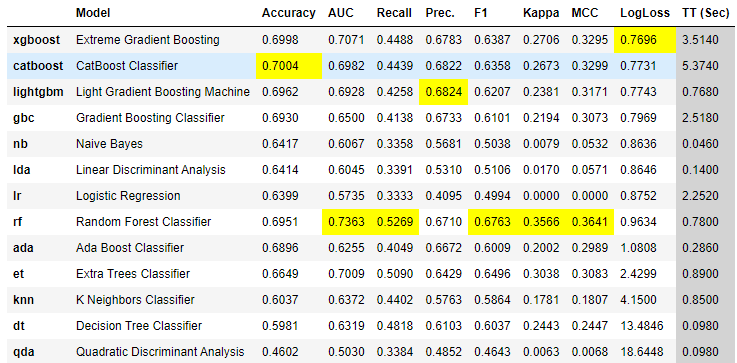 Model Accuracy AUC Recall Prec. F1 Kappa MCC LogLoss TT (Sec)
xgboost Extreme Gradient Boosting 0.6998 0.7071 0.4488 0.6783 0.6387 0.2706 0.3295 0.7696 3.5140
catboost CatBoost Classifier 0.7004 0.6982 0.4439 0.6822 0.6358 0.2673 0.3299 0.7731 5.3740
lightgbm Light Gradient Boosting Machine 0.6962 0.6928 0.4258 0.6824 0.6207 0.2381 0.3171 0.7743 0.7680
gbc Gradient Boosting Classifier 0.6930 0.6500 0.4138 0.6733 0.6101 0.2194 0.3073 0.7969 2.5180
nb Naive Bayes 0.6417 0.6067 0.3358 0.5681 0.5038 0.0079 0.0532 0.8636 0.0460
lda Linear Discriminant Analysis 0.6414 0.6045 0.3391 0.5310 0.5106 0.0170 0.0571 0.8646 0.1400
lr Logistic Regression 0.6399 0.5735 0.3333 0.4095 0.4994 0.0000 0.0000 0.8752 2.2520
rf Random Forest Classifier 0.6951 0.7363 0.5269 0.6710 0.6763 0.3566 0.3641 0.9634 0.7800
ada Ada Boost Classifier 0.6896 0.6255 0.4049 0.6672 0.6009 0.2002 0.2989 1.0808 0.2860
et Extra Trees Classifier 0.6649 0.7009 0.5090 0.6429 0.6496 0.3038 0.3083 2.4299 0.8900
knn K Neighbors Classifier 0.6037 0.6372 0.4402 0.5763 0.5864 0.1781 0.1807 4.1500 0.8500
dt Decision Tree Classifier 0.5981 0.6319 0.4818 0.6103 0.6037 0.2443 0.2447 13.4846 0.0980
qda Quadratic Discriminant Analysis 0.4602 0.5030 0.3384 0.4852 0.4643 0.0063 0.0068 18.6448 0.0980